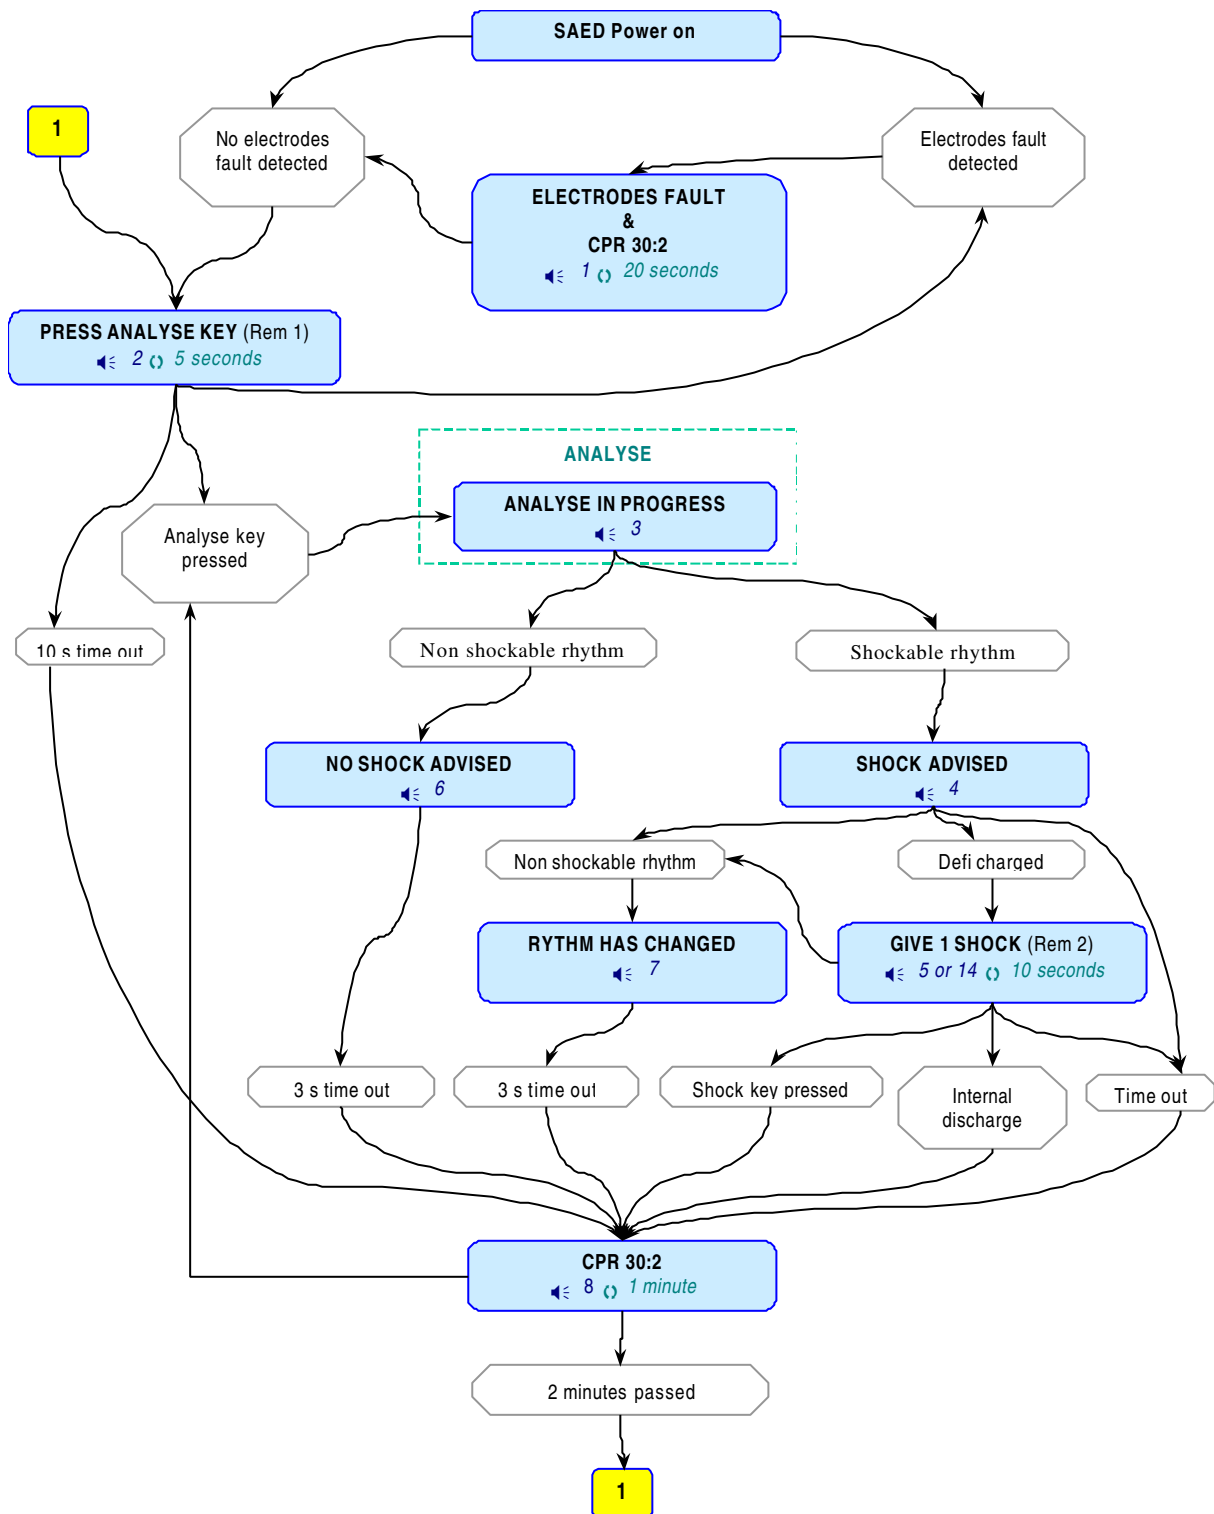 SAED Power on
1
No electrodes
fault detected
Electrodes fault
detected
ELECTRODES FAULT
&
CPR 30:2
1 20 seconds
PRESS ANALYSE KEY (Rem 1)
2 5 seconds
ANALYSE
ANALYSE IN PROGRESS
3
Analyse key
pressed
10 s time out
Non shockable rhythm
Shockable rhythm
NO SHOCK ADVISED
6
SHOCK ADVISED
4
Non shockable rhythm
Defi charged
RYTHM HAS CHANGED
7
GIVE 1 SHOCK (Rem 2)
5 or 14 10 seconds
3 s time out
3 s time out
Shock key pressed
Internal
discharge
Time out
CPR 30:2
8 1 minute
2 minutes passed
1